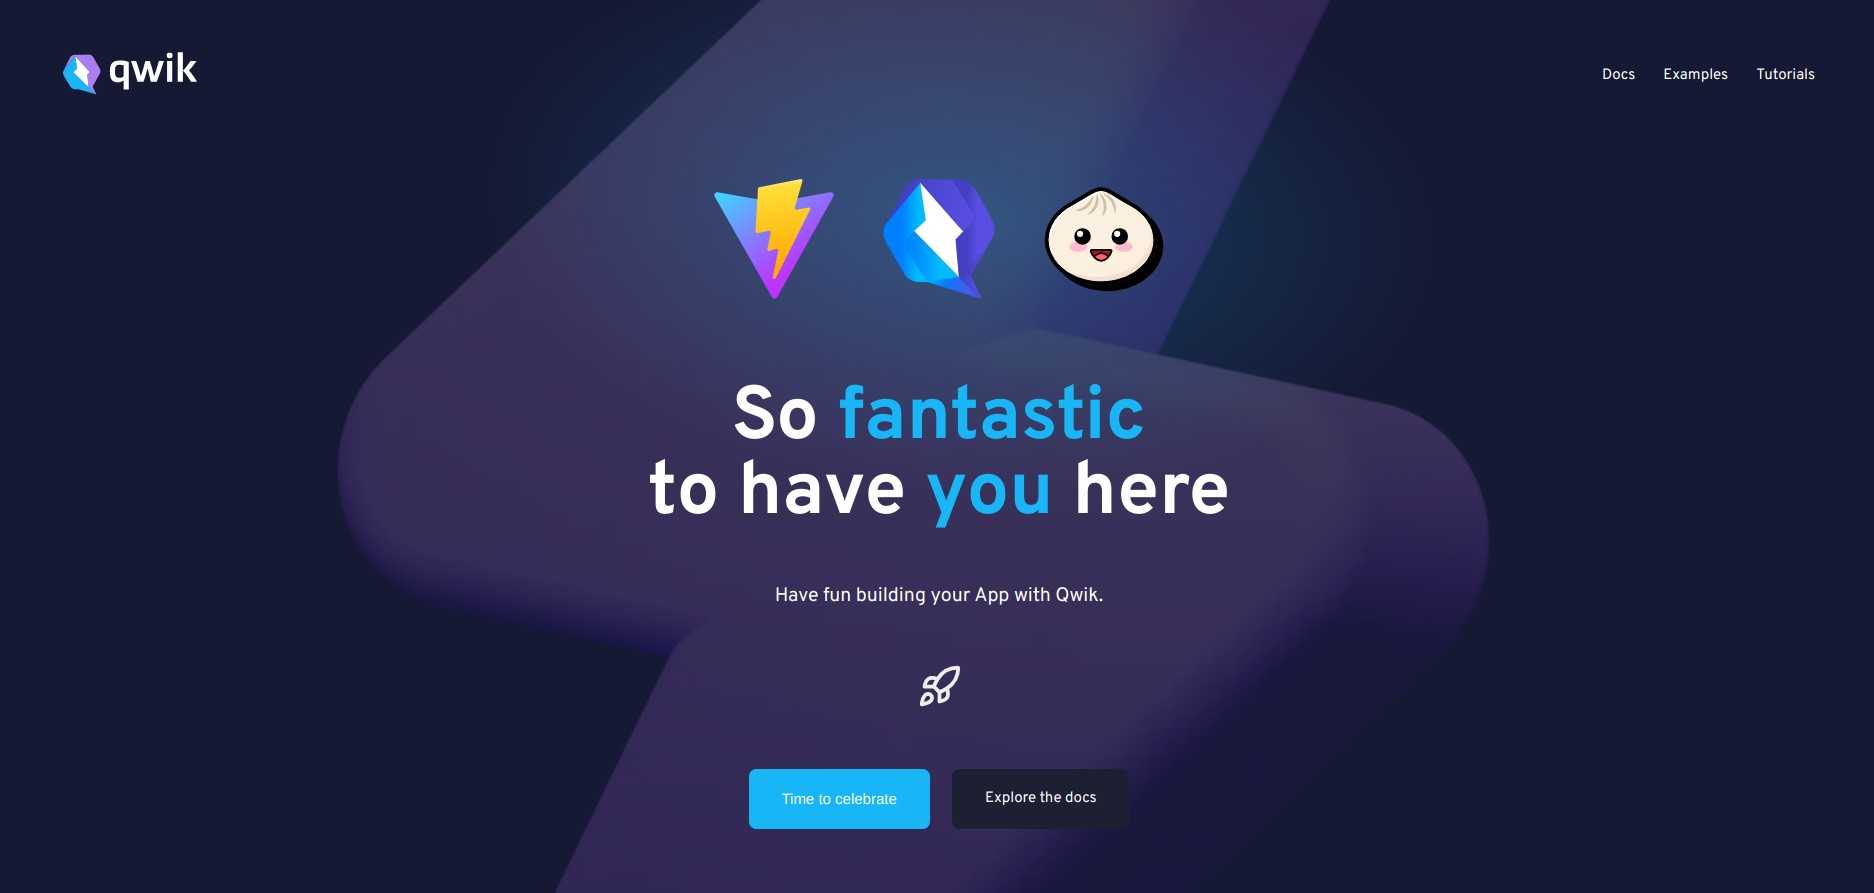 qwik
Docs Examples Tutorials
So fantastic
to have you here
Have fun building your App with Qwik.
Time to celebrate
Explore the docs